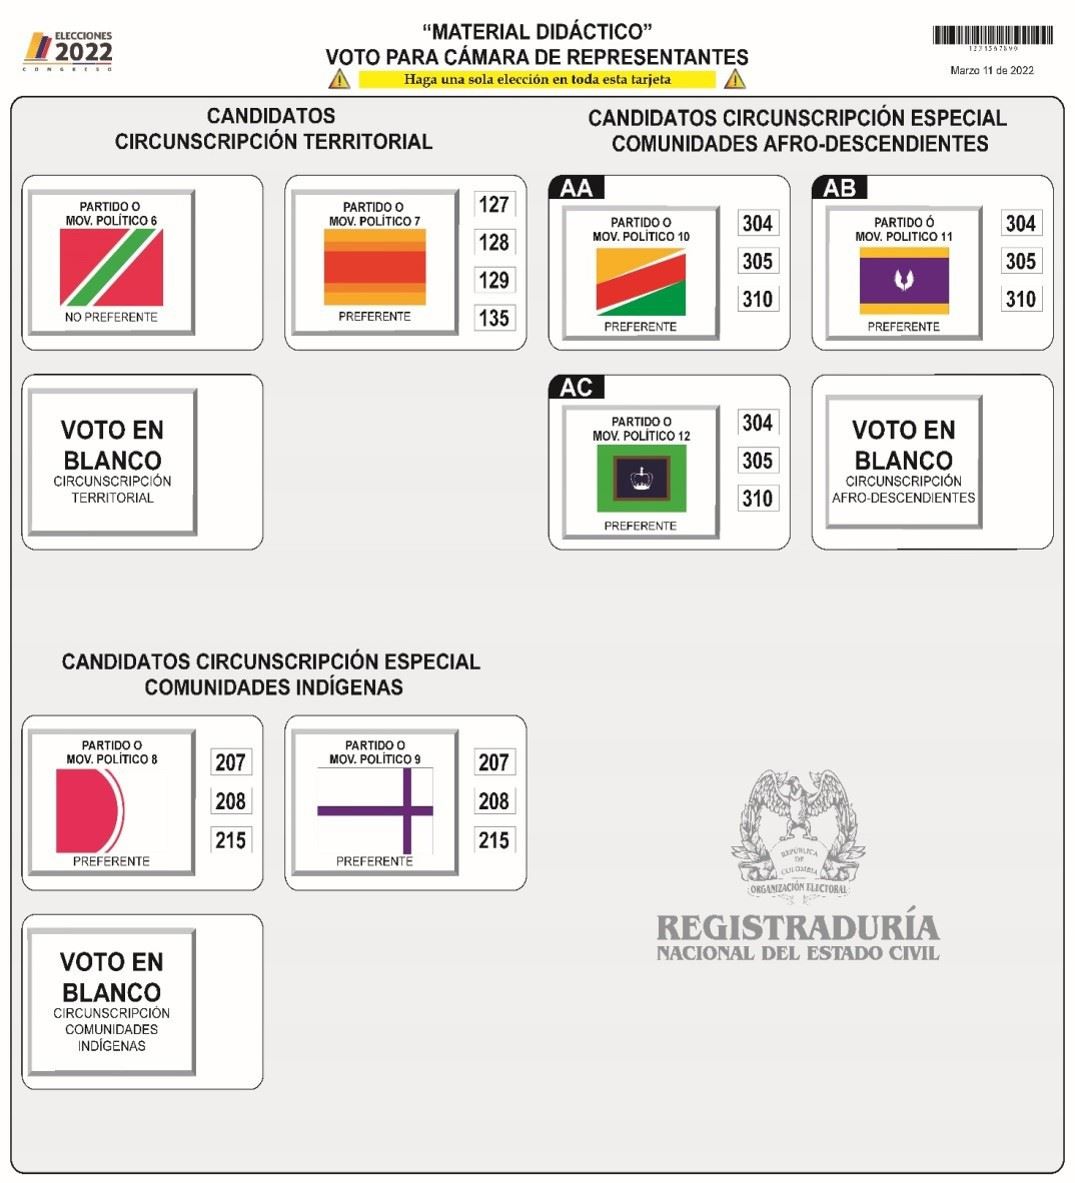 ELECCIONES
2022
CONGRESO
“MATERIAL DIDÁCTICO”
VOTO PARA CÁMARA DE REPRESENTANTES
Haga una sola elección en toda esta tarjeta
Marzo 11 de 2022
CANDIDATOS
CIRCUNSCRIPCIÓN TERRITORIAL
PARTIDO O
MOV. POLÍTICO 6
NO PREFERENTE
PARTIDO O
MOV. POLÍTICO 7
PREFERENTE
127
128
129
135
VOTO EN
BLANCO
CIRCUNSCRIPCIÓN
TERRITORIAL
CANDIDATOS CIRCUNSCRIPCIÓN ESPECIAL
COMUNIDADES AFRO-DESCENDIENTES
AA
PARTIDO O
MOV. POLÍTICO 10
PREFERENTE
304
305
310
AB
PARTIDO Ó
MOV. POLITICO 11
PREFERENTE
304
305
310
AC
PARTIDO O
MOV. POLÍTICO 12
PREFERENTE
304
305
310
VOTO EN
BLANCO
CIRCUNSCRIPCIÓN
AFRO-DESCENDIENTES
CANDIDATOS CIRCUNSCRIPCIÓN ESPECIAL
COMUNIDADES INDÍGENAS
PARTIDO O
MOV. POLÍTICO 8
PREFERENTE
207
208
215
PARTIDO O
MOV. POLÍTICO 9
PREFERENTE
207
208
215
VOTO EN
BLANCO
CIRCUNSCRIPCIÓN
COMUNIDADES
INDÍGENAS
REPÚBLICA
DE
COLOMBIA
ORGANIZACIÓN ELECTORAL
REGISTRADURÍA
NACIONAL DEL ESTADO CIVIL